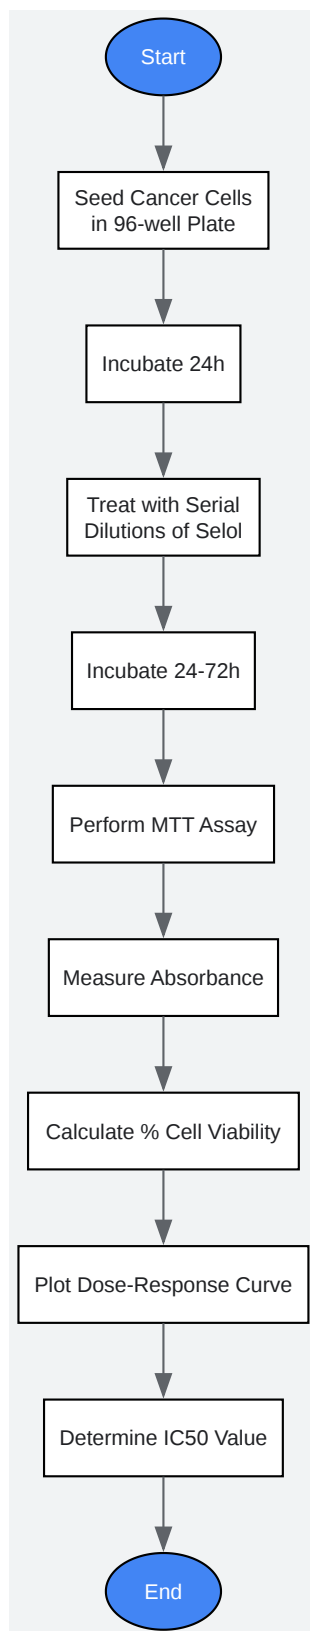 Start
Seed Cancer Cells
in 96-well Plate
Incubate 24h
Treat with Serial
Dilutions of Selol
Incubate 24-72h
Perform MTT Assay
Measure Absorbance
Calculate % Cell Viability
Plot Dose-Response Curve
Determine IC50 Value
End